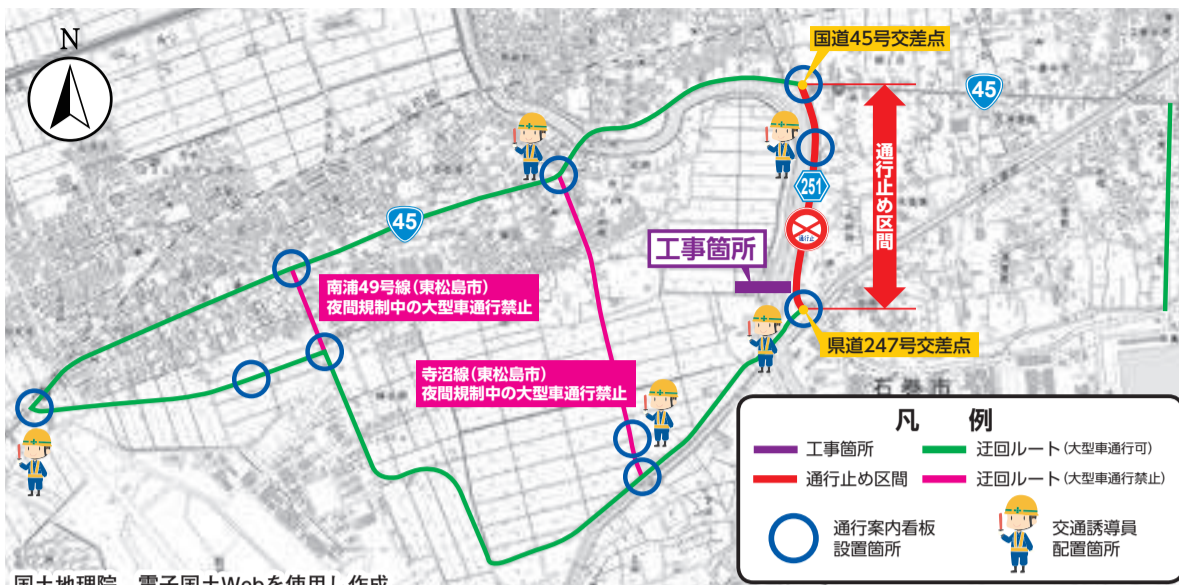 N
国道45号交差点
45
通行止め区間
251
通行止
45
工事箇所
南浦49号線(東松島市)
夜間規制中の大型車通行禁止
県道247号交差点
寺沼線(東松島市)
夜間規制中の大型車通行禁止
石巻市
凡 例
工事箇所
迂回ルート(大型車通行可)
通行止め区間
迂回ルート(大型車通行禁止)
通行案内看板
設置箇所
交通誘導員
配置箇所
国土地理院 電子国土Webを使用し作成